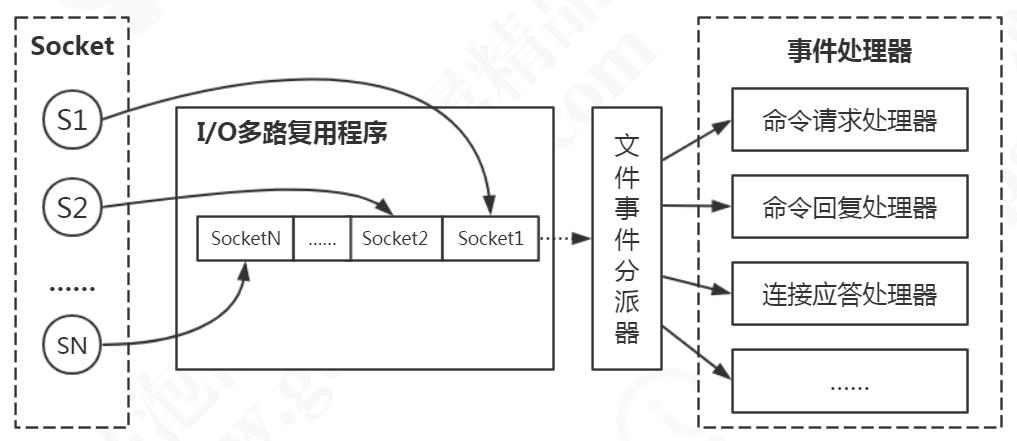 Socket
S1
S2
......
SN
I/O多路复用程序
SocketN
......
Socket2
Socket1
文件事件分派器
事件处理器
命令请求处理器
命令回复处理器
连接应答处理器
......